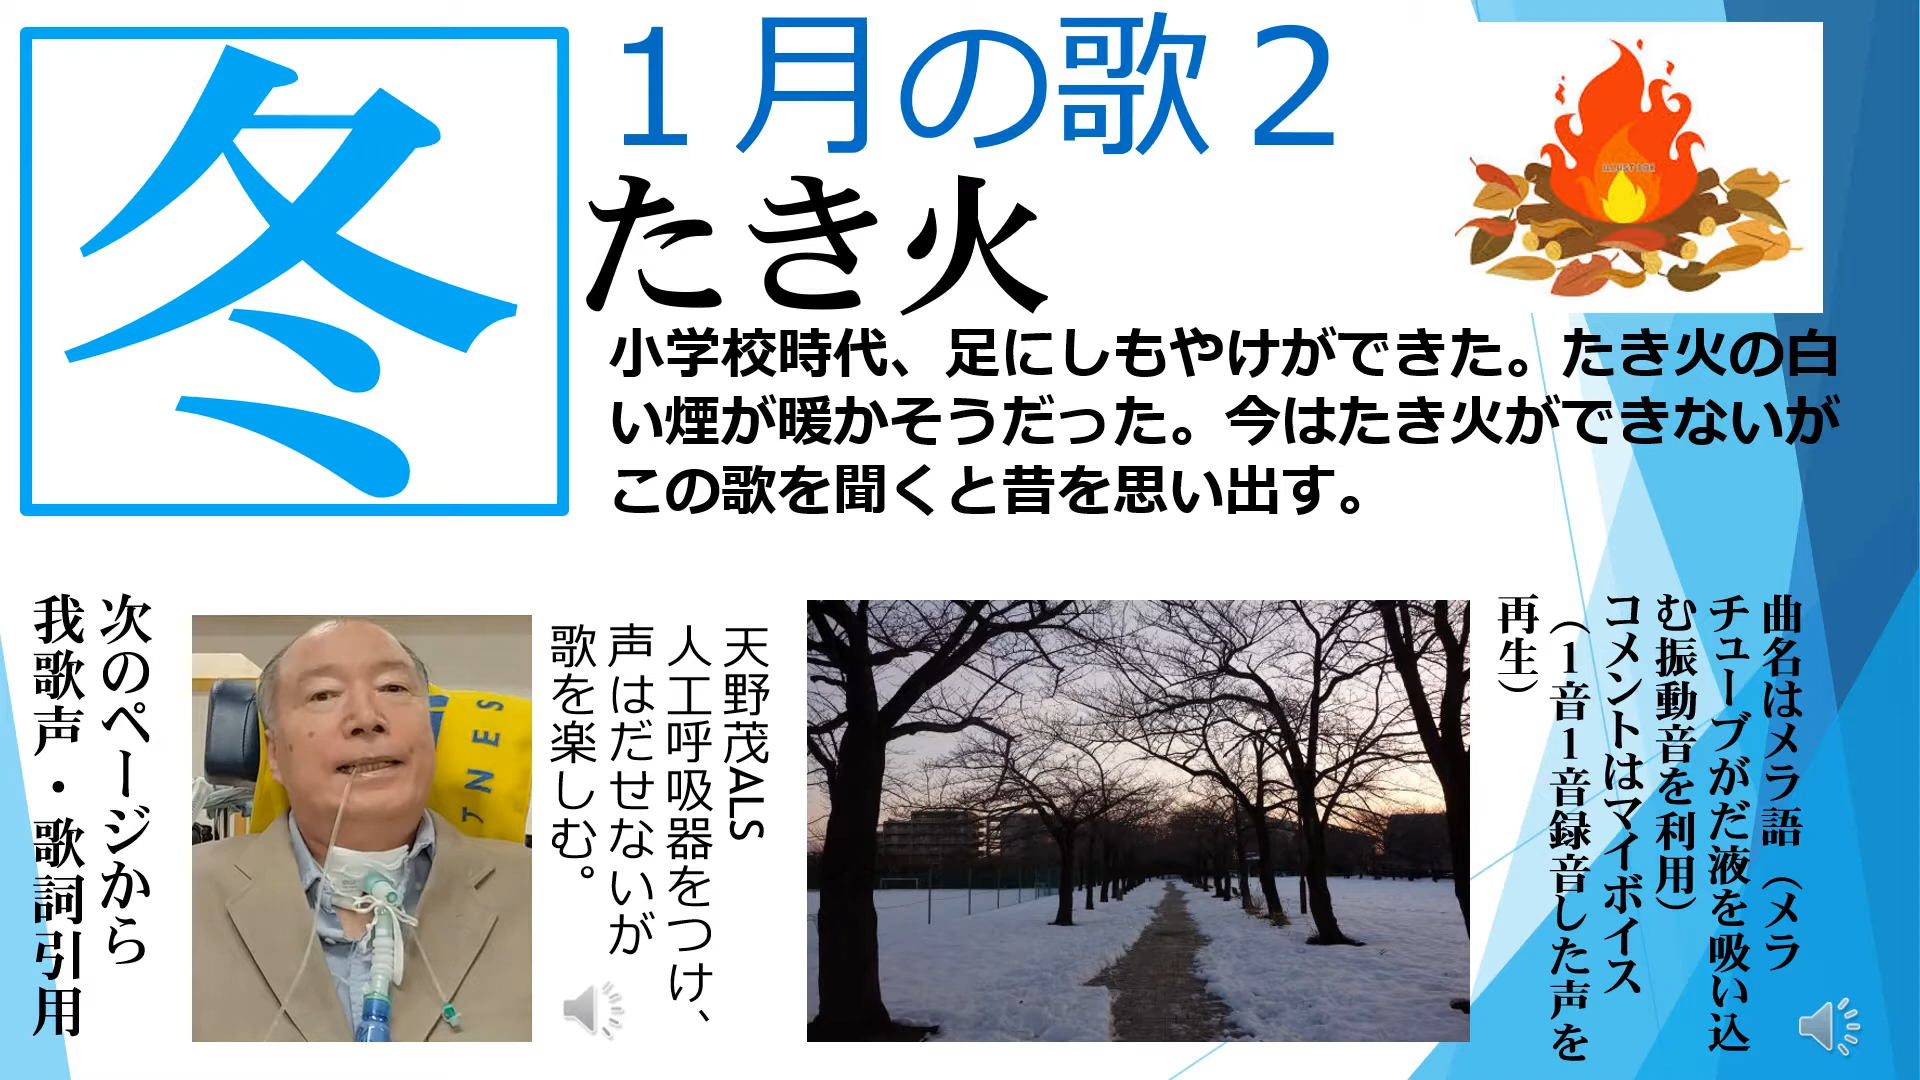 冬
１月の歌２
たき火
ILLUST BOX
小学校時代、足にしもやけができた。たき火の白
い煙が暖かそうだった。今はたき火ができないが
この歌を聞くと昔を思い出す。
曲名はメラ語（メラ
チューブがだ液を吸い込
む振動音を利用）
コメントはマイボイス
（１音１音録音した声を
再生）
天野茂ALS
人工呼吸器をつけ、
声はだせないが
歌を楽しむ。
JNES
次のページから
我歌声・歌詞引用